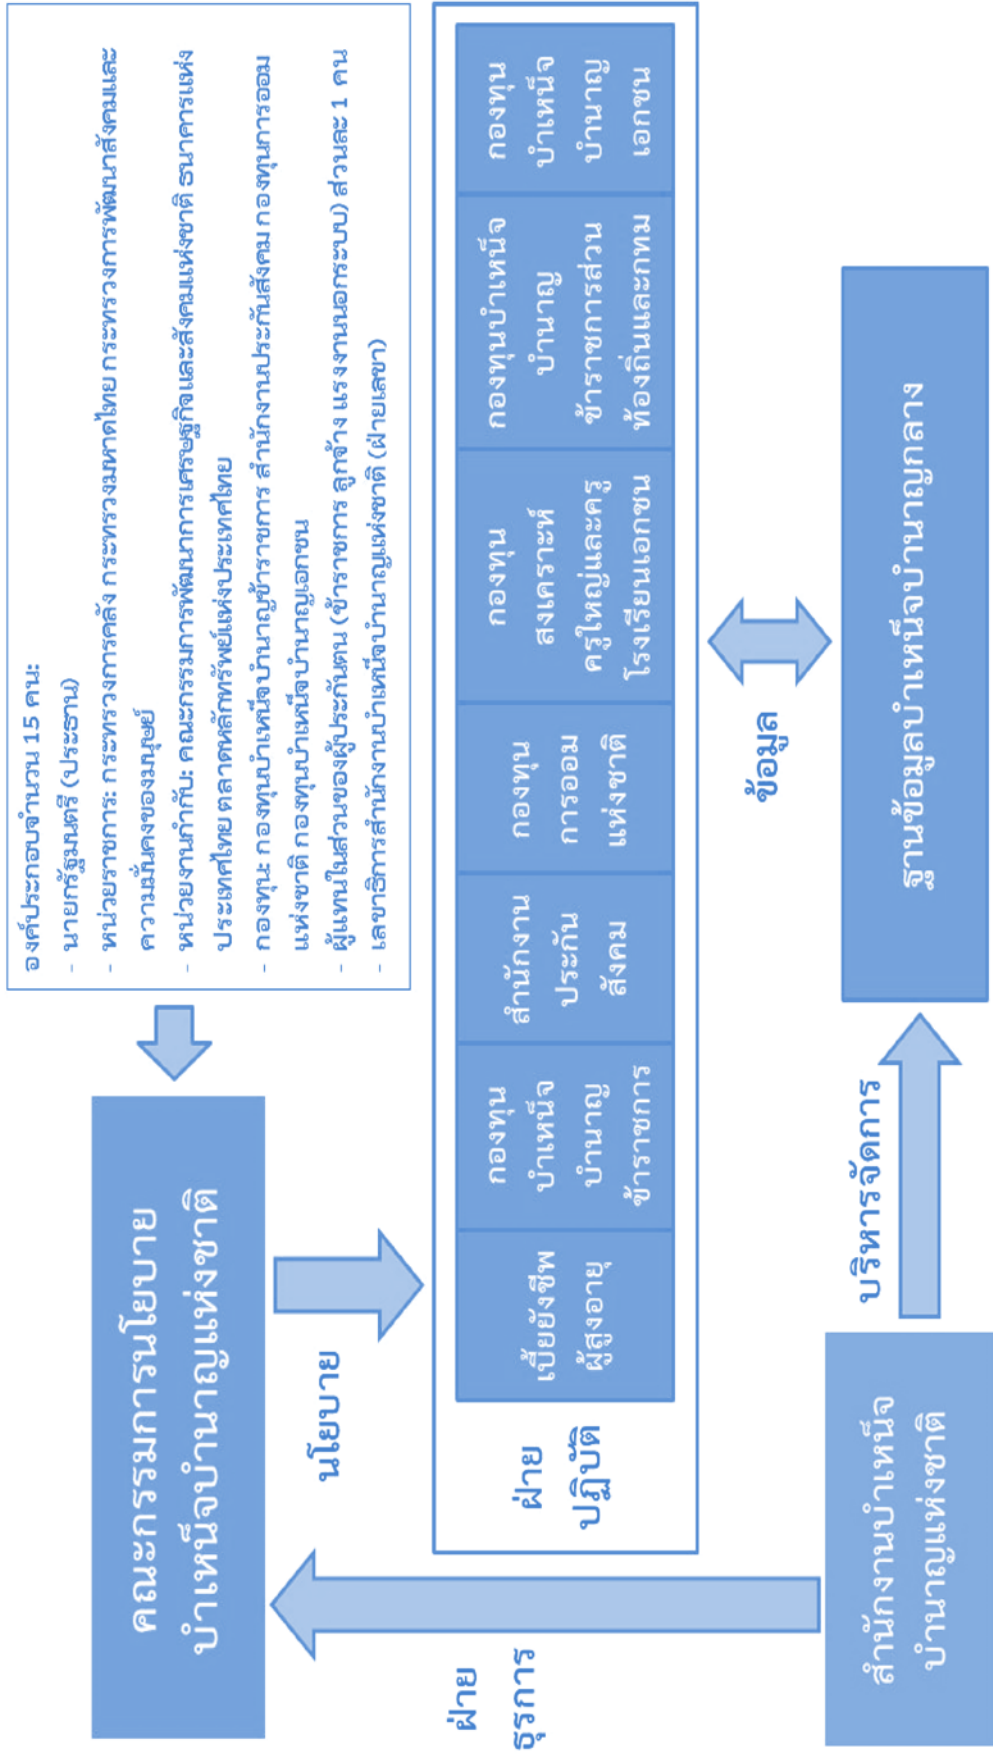 คณะกรรมการนโยบาย
บำเหน็จบำนาญแห่งชาติ
องค์ประกอบจำนวน 15 คน:
- นายกรัฐมนตรี (ประธาน)
- หน่วยราชการ: กระทรวงการคลัง กระทรวงมหาดไทย กระทรวงการพัฒนาสังคมและ
ความมั่นคงของมนุษย์
- หน่วยงานกำกับ: คณะกรรมการพัฒนาการเศรษฐกิจและสังคมแห่งชาติ ธนาคารแห่ง
ประเทศไทย ตลาดหลักทรัพย์แห่งประเทศไทย
- กองทุน: กองทุนบำเหน็จบำนาญข้าราชการ สำนักงานประกันสังคม กองทุนการออม
แห่งชาติ กองทุนบำเหน็จบำนาญเอกชน
- ผู้แทนในส่วนของผู้ประกันตน (ข้าราชการ ลูกจ้าง แรงงานนอกระบบ) ส่วนละ 1 คน
- เลขาธิการสำนักงานบำเหน็จบำนาญแห่งชาติ (ฝ่ายเลขา)
นโยบาย
ฝ่าย
ธุรการ
ฝ่าย
ปฏิบัติ
เบี้ยยังชีพ
ผู้สูงอายุ
กองทุน
บำเหน็จ
บำนาญ
ข้าราชการ
สำนักงาน
ประกัน
สังคม
กองทุน
การออม
แห่งชาติ
กองทุน
สงเคราะห์
ครูใหญ่และครู
โรงเรียนเอกชน
กองทุนบำเหน็จ
บำนาญ
ข้าราชการส่วน
ท้องถิ่นและกทม
กองทุน
บำเหน็จ
บำนาญ
เอกชน
ข้อมูล
สำนักงานบำเหน็จ
บำนาญแห่งชาติ
บริหารจัดการ
ฐานข้อมูลบำเหน็จบำนาญกลาง